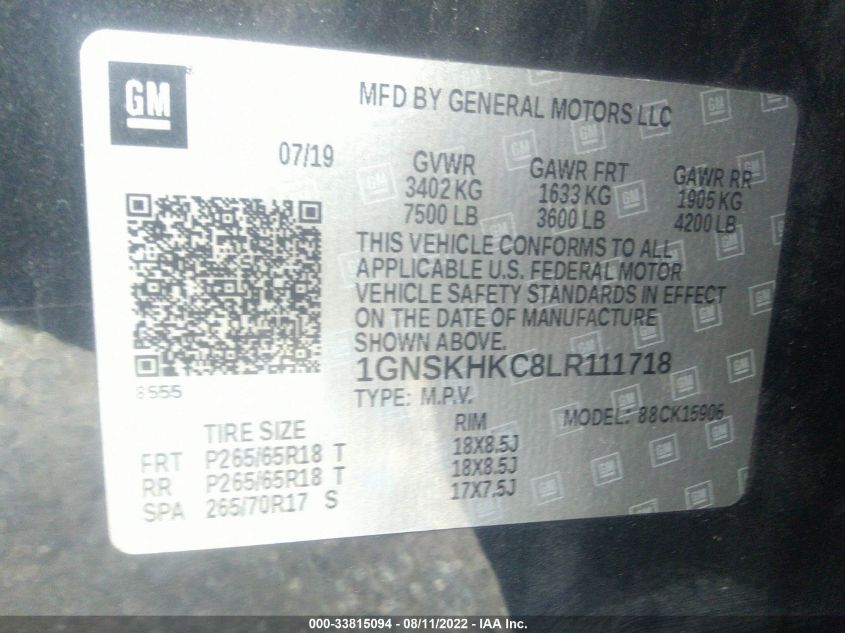 GM
MFD BY GENERAL MOTORS LLC
07/19
GVWR GAWR FRT GAWR RR
3402 KG 1633 KG 1905 KG
7500 LB 3600 LB 4200 LB
THIS VEHICLE CONFORMS TO ALL
APPLICABLE U.S. FEDERAL MOTOR
VEHICLE SAFETY STANDARDS IN EFFECT
ON THE DATE OF MANUFACTURE
SHOWN ABOVE.
1GNSKHKC8LR111718
8555
TYPE: M.P.V. MODEL: 88CK15906
TIRE SIZE RIM
FRT P265/65R18 T 18X8.5J
RR P265/65R18 T 18X8.5J
SPA 265/70R17 S 17X7.5J
000-33815094 - 08/11/2022 - IAA Inc.